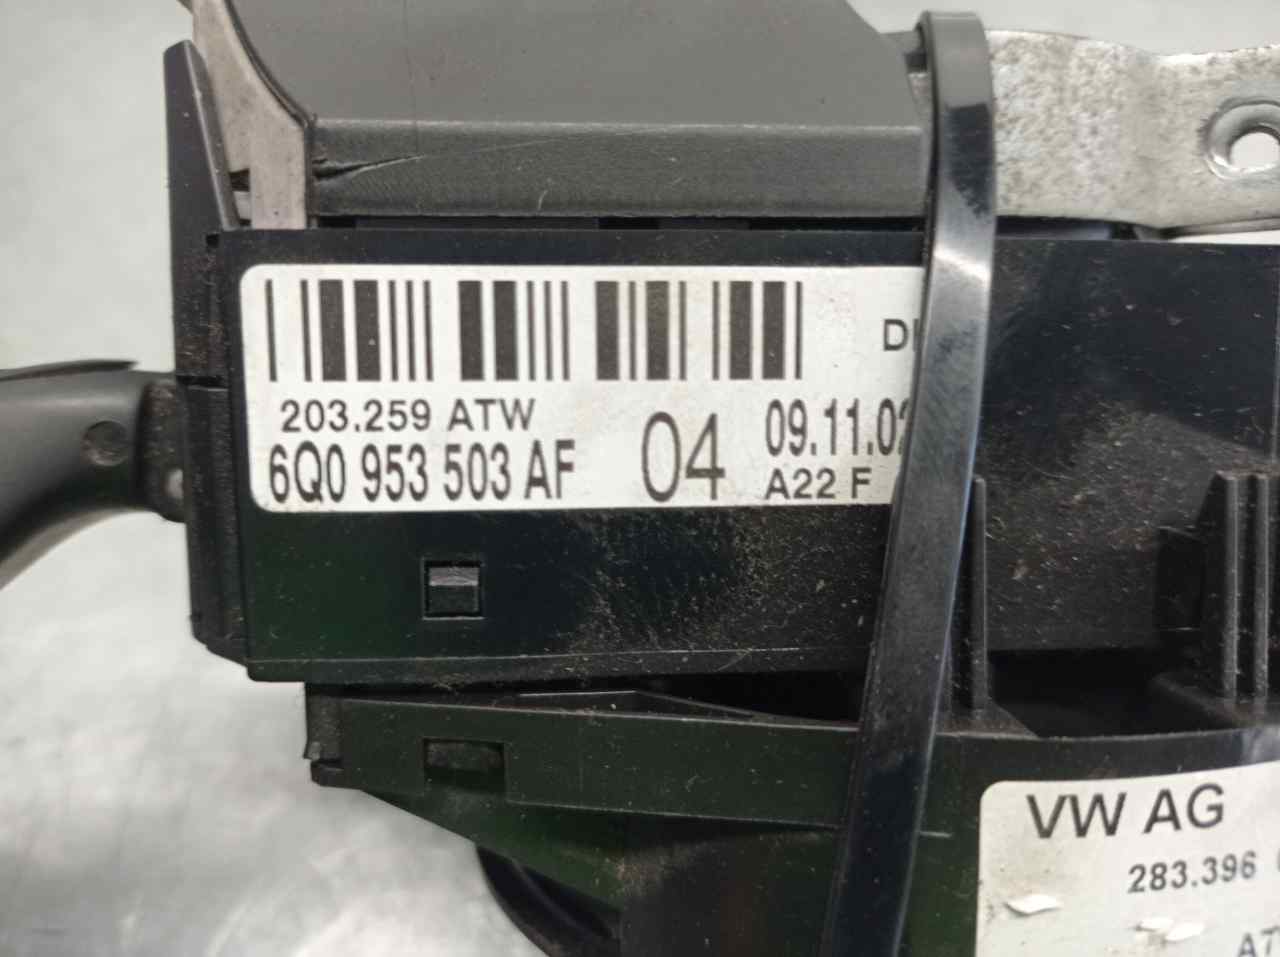 203.259 ATW
6Q0 953 503 AF
04
09.11.02
A22 F
VW AG
283.396